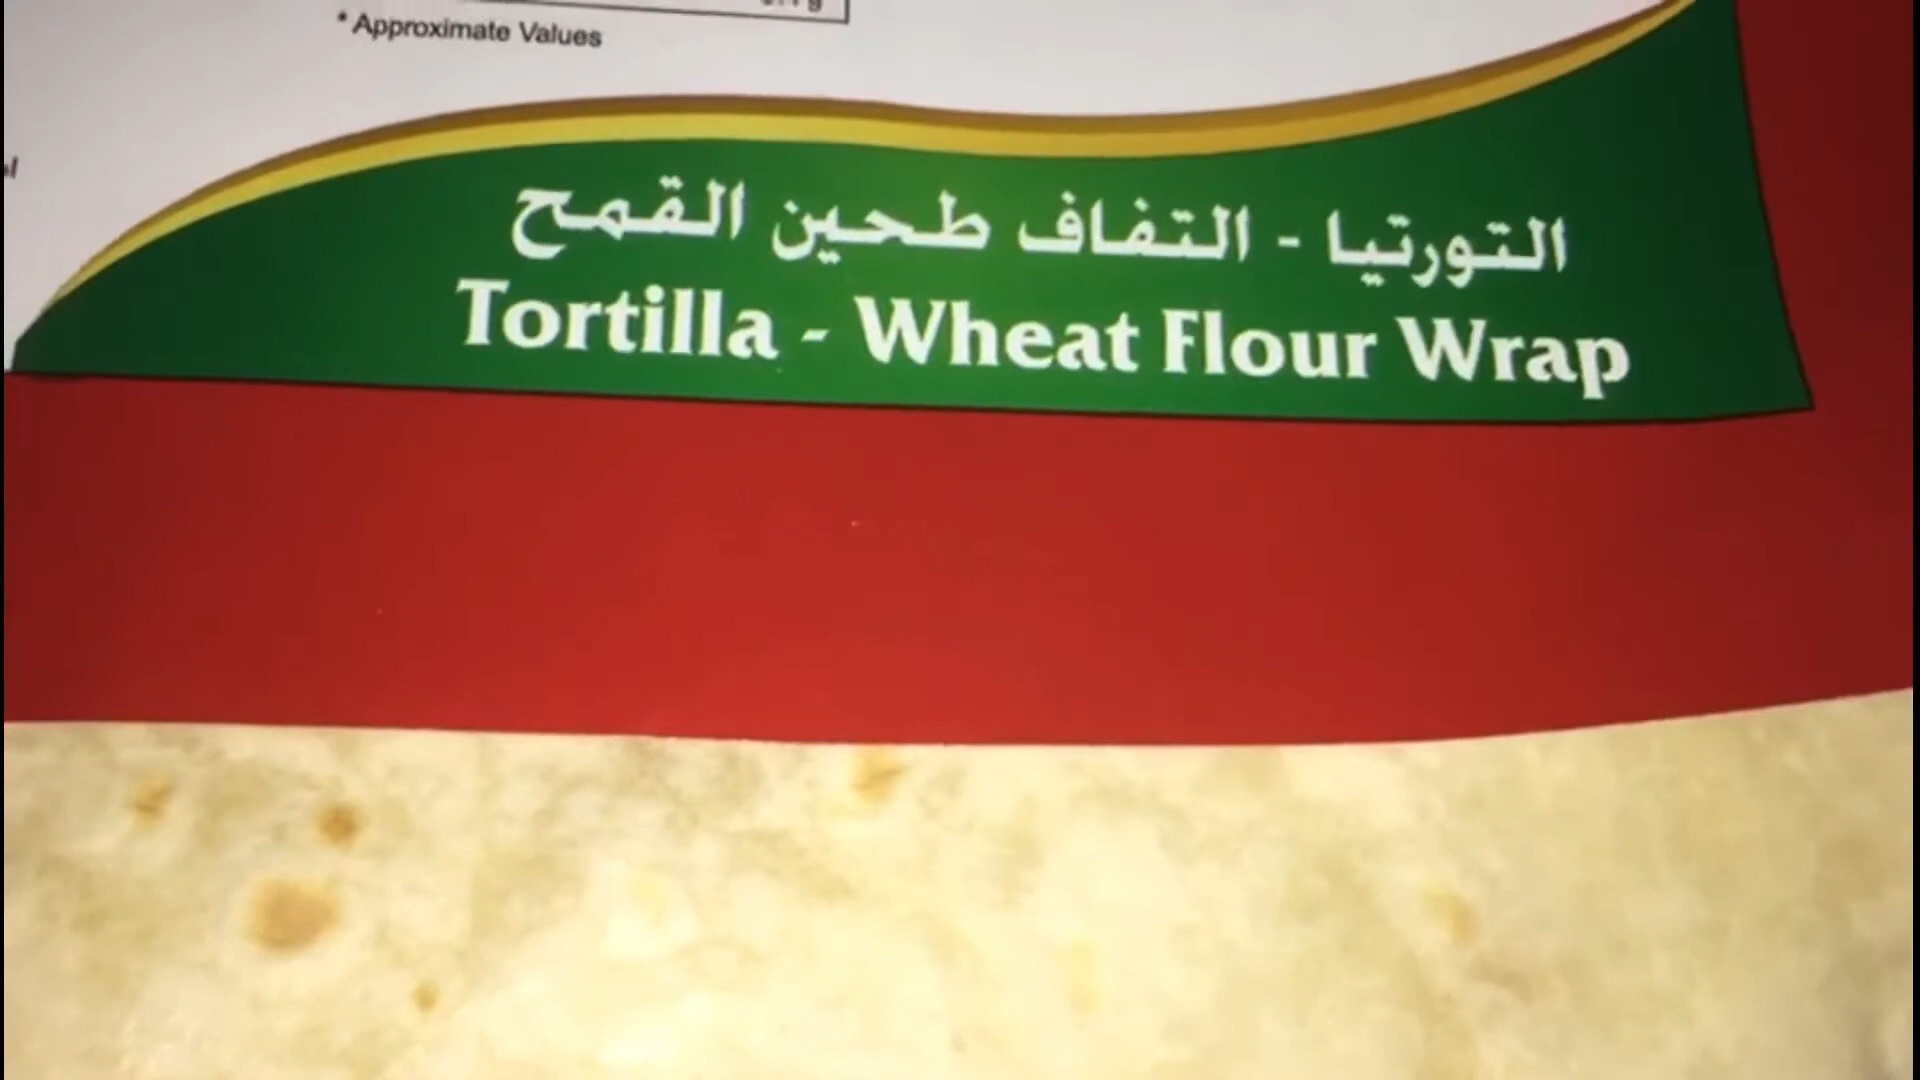 * Approximate Values
التورتيا - التفاف طحين القمح
Tortilla - Wheat Flour Wrap